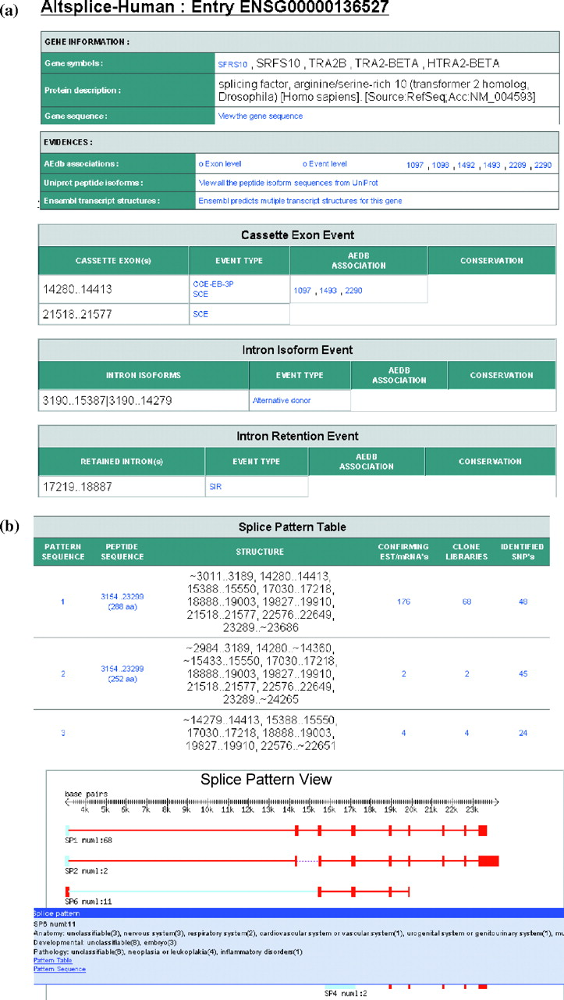 (a)
Altsplice-Human : Entry ENSG00000136527
GENE INFORMATION :
Gene symbols : SFRS10 , SRFS10 , TRA2B , TRA2-BETA , HTRA2-BETA
Protein description : splicing factor, arginine/serine-rich 10 (transformer 2 homolog, Drosophila) [Homo sapiens]. [Source:RefSeq;Acc:NM_004593]
Gene sequence : View the gene sequence
EVIDENCES :
AEdb associations : o Exon level o Event level 1097 , 1098 , 1492 , 1493 , 2289 , 2290
Uniprot peptide isoforms : View all the peptide isoform sequences from UniProt
Ensembl transcript structures : Ensembl predicts mutiple transcript structures for this gene
Cassette Exon Event
CASSETTE EXON(s) EVENT TYPE AEDB ASSOCIATION CONSERVATION
14280..14413 CCE-EB-3P SCE 1097 , 1493 , 2290
21518..21577 SCE
Intron Isoform Event
INTRON ISOFORMS EVENT TYPE AEDB ASSOCIATION CONSERVATION
3190..15387|3190..14279 Alternative donor
Intron Retention Event
RETAINED INTRON(s) EVENT TYPE AEDB ASSOCIATION CONSERVATION
17219..18887 SIR
(b)
Splice Pattern Table
PATTERN SEQUENCE PEPTIDE SEQUENCE STRUCTURE CONFIRMING EST/mRNA's CLONE LIBRARIES IDENTIFIED SNP's
~3011..3189, 14280..14413,
15388..15550, 17030..17218,
1 3154..23299 (288 aa) 18888..19003, 19827..19910, 176 68 48
21518..21577, 22576..22649,
23289..~23686
~2984..3189, 14280..~14360,
~15433..15550, 17030..17218,
2 3154..23299 (252 aa) 18888..19003, 19827..19910, 2 2 45
21518..21577, 22576..22649,
23289..~24265
~14279..14413, 15388..15550,
3 17030..17218, 18888..19003, 4 4 24
19827..19910, 22576..~22651
Splice Pattern View
base pairs
4k 5k 6k 7k 8k 9k 10k 11k 12k 13k 14k 15k 16k 17k 18k 19k 20k 21k 22k 23k
SP1 numl:68
SP2 numl:2
SP6 numl:11
Splice pattern
SP6 numl:11
Anatomy: unclassifiable(3), nervous system(3), respiratory system(2), cardiovascular system or vascular system(1), urogenital system or genitourinary system(1), mu
Developmental: unclassifiable(8), embryo(3)
Pathology: unclassifiable(6), neoplasia or leukoplakia(4), inflammatory disorders(1)
Pattern Table
Pattern Sequence
SP4 numl:2